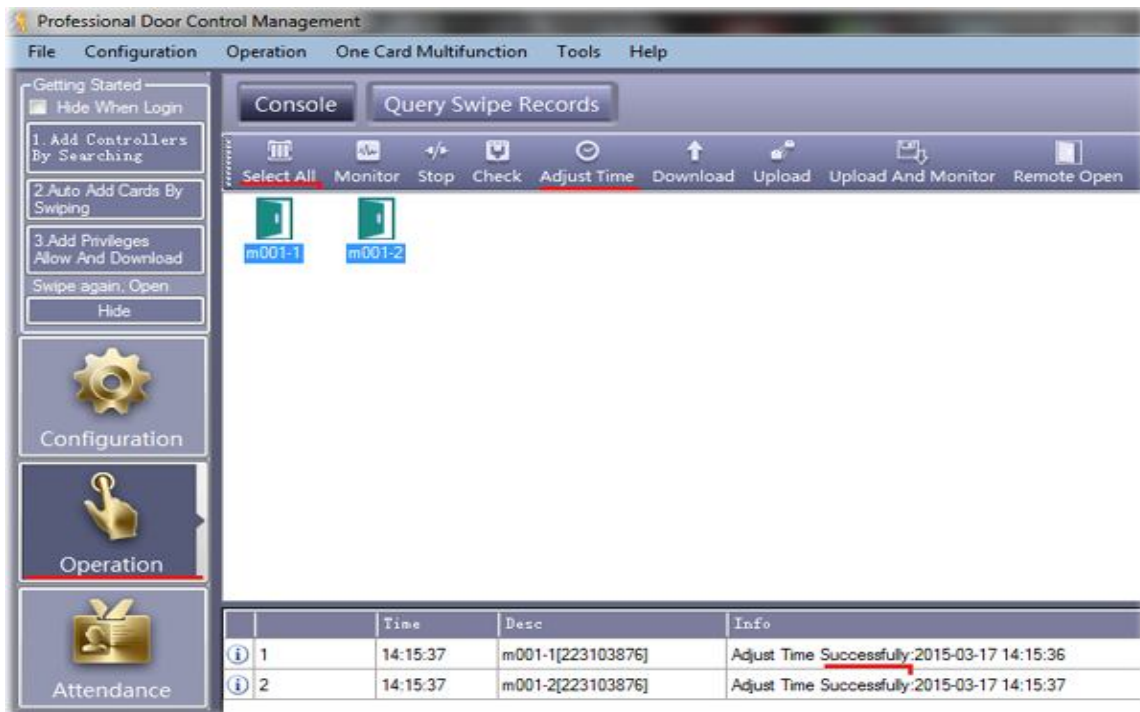 Professional Door Control Management
File Configuration Operation One Card Multifunction Tools Help
Getting Started
Hide When Login
1.Add Controllers
By Searching
2.Auto Add Cards By
Swiping
3.Add Privileges
Allow And Download
Swipe again, Open
Hide
Configuration
Operation
Attendance
Console Query Swipe Records
Select All Monitor Stop Check Adjust Time Download Upload Upload And Monitor Remote Open
m001-1 m001-2
Time Desc Info
1 14:15:37 m001-1[223103876] Adjust Time Successfully:2015-03-17 14:15:36
2 14:15:37 m001-2[223103876] Adjust Time Successfully:2015-03-17 14:15:37